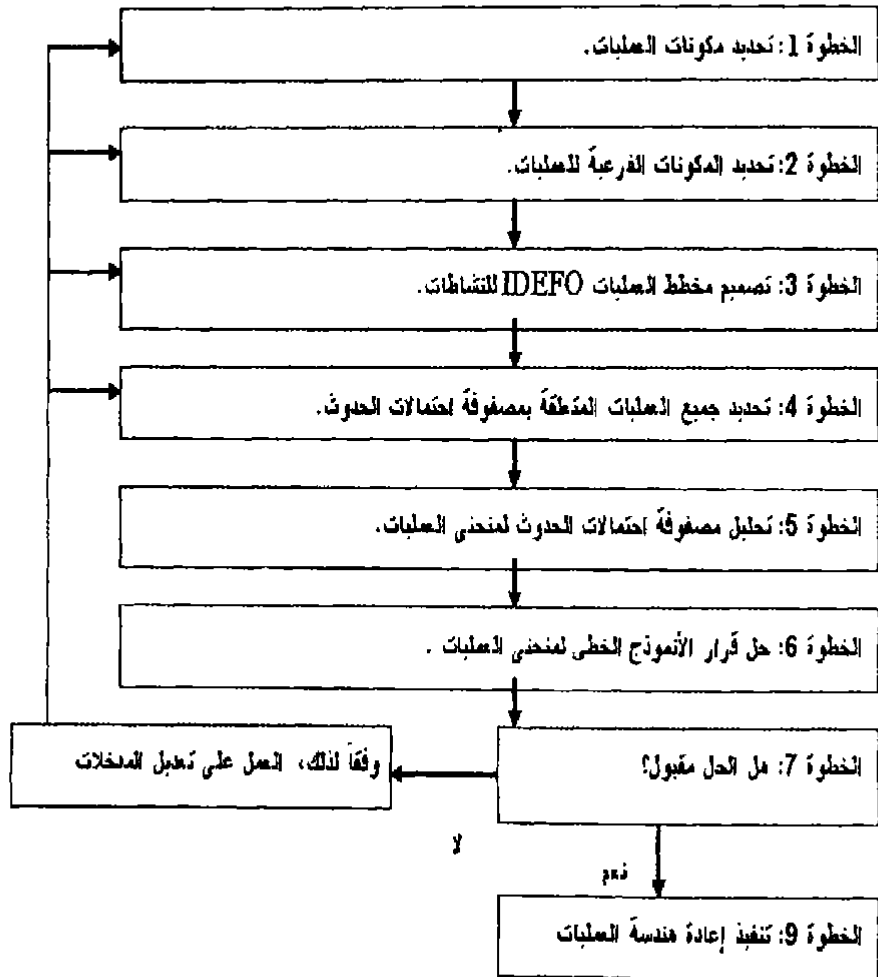 الخطوة 1: تحديد مكونات العمليات.
الخطوة 2: تحديد المكونات الفرعية للعمليات.
الخطوة 3: تصميم مخطط العمليات IDEFO للنشاطات.
الخطوة 4: تحديد جميع العمليات المتعلقة بمصفوفة احتمالات الحدوث.
الخطوة 5: تحليل مصفوفة احتمالات الحدوث لمنحنى العمليات.
الخطوة 6: حل قرار الأنموذج الخطى لمنحنى العمليات .
الخطوة 7: هل الحل مقبول؟
وفقاً لذلك، العمل على تعديل المدخلات
لا
نعم
الخطوة 9: تنفيذ إعادة هندسة العمليات